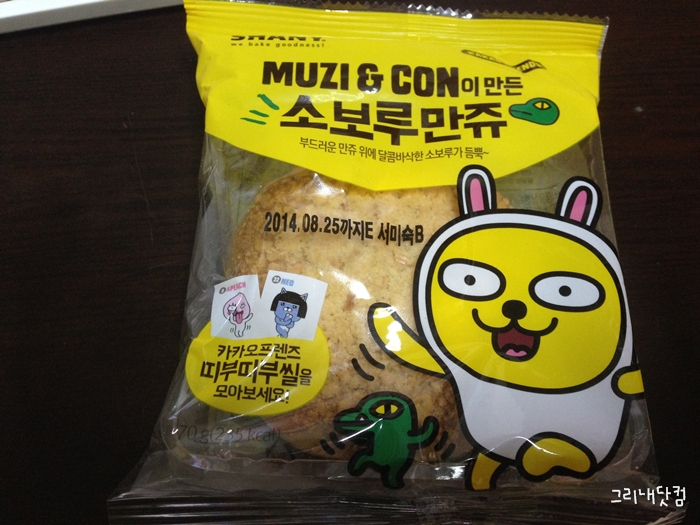 SHANY.
we bake goodness!
MUZI & CON이 만든
소보루만쥬
부드러운 만쥬 위에 달콤바삭한 소보루가 듬뿍~
2014.08.25까지E 서미숙B
APEACH
NEO
카카오프렌즈
띠부띠부씰을
모아보세요!
그리내닷컴